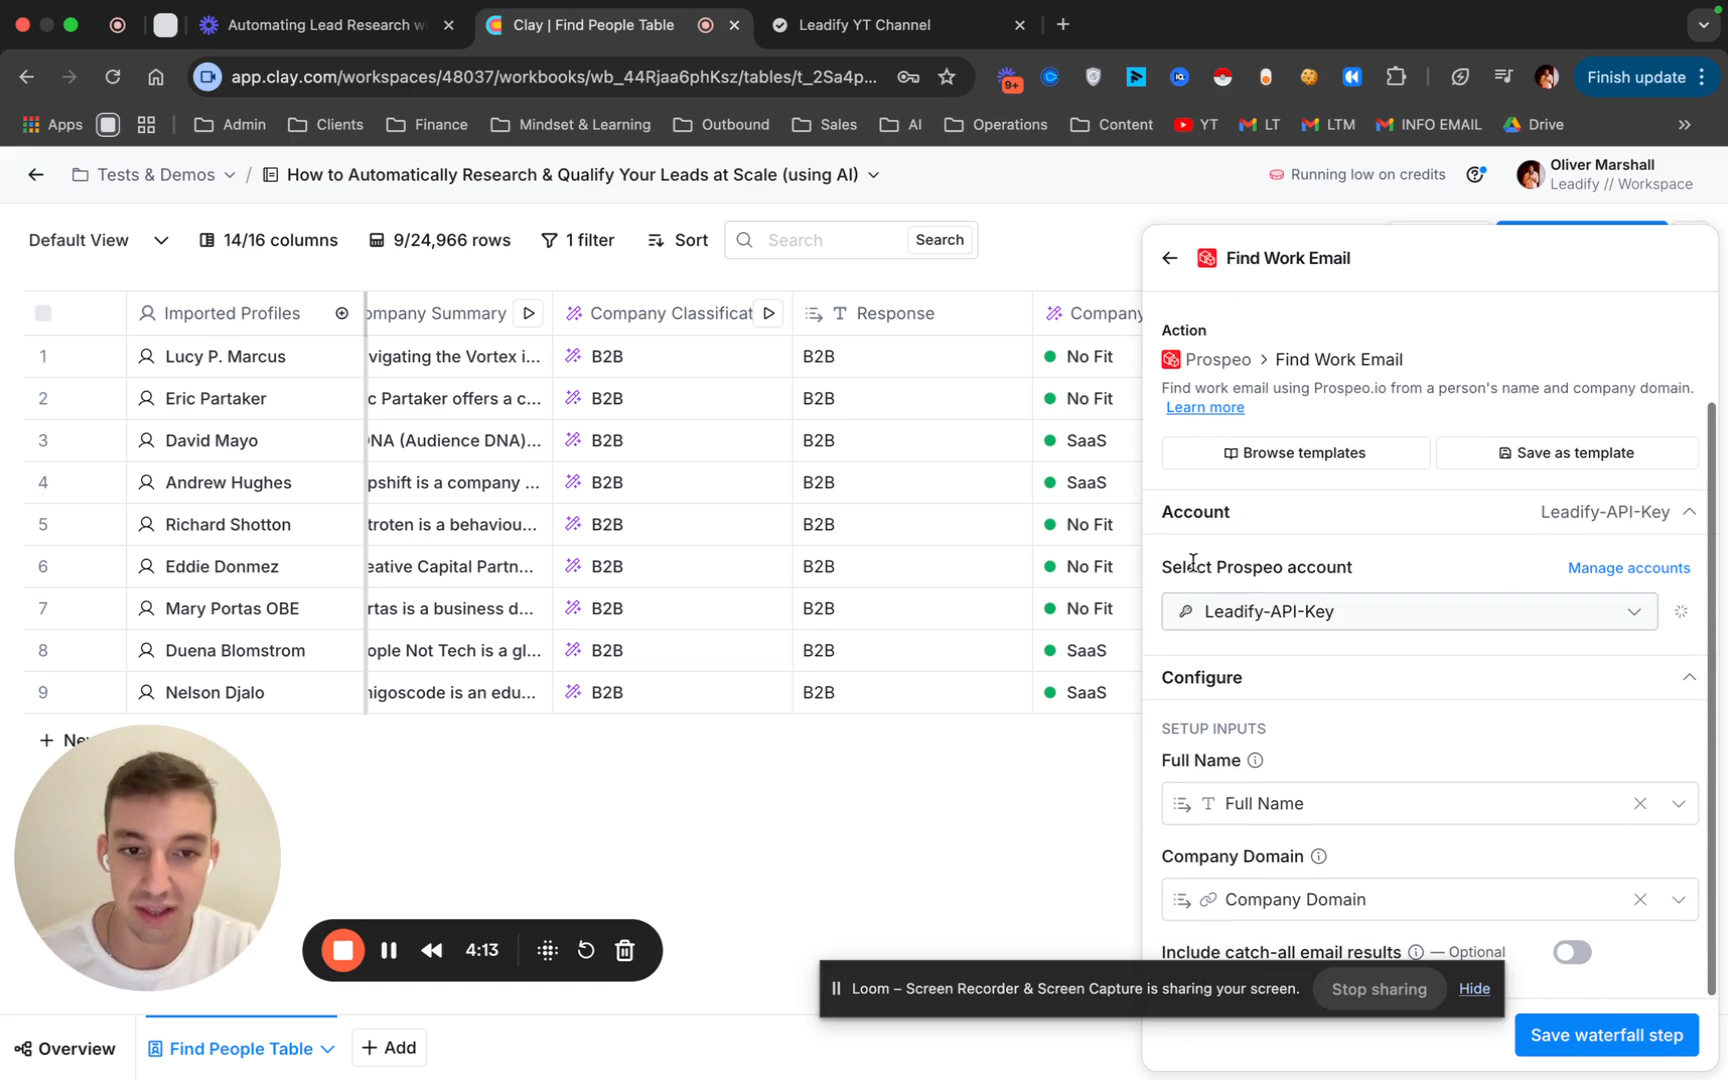 Automating Lead Research wi
Clay | Find People Table
Leadify YT Channel
app.clay.com/workspaces/48037/workbooks/wb_44Rjaa6phKsz/tables/t_2Sa4p...
9+
Finish update
Apps
Admin
Clients
Finance
Mindset & Learning
Outbound
Sales
AI
Operations
Content
YT
LT
LTM
INFO EMAIL
Drive
Tests & Demos / How to Automatically Research & Qualify Your Leads at Scale (using AI)
Running low on credits
Oliver Marshall
Leadify // Workspace
Default View
14/16 columns
9/24,966 rows
1 filter
Sort
Search
Search
Imported Profiles
ompany Summary
Company Classificat
Response
Company
1 Lucy P. Marcus vigating the Vortex i... B2B B2B No Fit
2 Eric Partaker c Partaker offers a c... B2B B2B No Fit
3 David Mayo NA (Audience DNA)... B2B B2B SaaS
4 Andrew Hughes pshift is a company ... B2B B2B SaaS
5 Richard Shotton troten is a behaviou... B2B B2B No Fit
6 Eddie Donmez eative Capital Partn... B2B B2B No Fit
7 Mary Portas OBE rtas is a business d... B2B B2B No Fit
8 Duena Blomstrom ople Not Tech is a gl... B2B B2B SaaS
9 Nelson Djalo nigoscode is an edu... B2B B2B SaaS
+ Ne
Find Work Email
Action
Prospeo > Find Work Email
Find work email using Prospeo.io from a person's name and company domain.
Learn more
Browse templates
Save as template
Account
Leadify-API-Key
Select Prospeo account
Manage accounts
Leadify-API-Key
Configure
SETUP INPUTS
Full Name
Full Name
Company Domain
Company Domain
Include catch-all email results — Optional
4:13
Loom – Screen Recorder & Screen Capture is sharing your screen.
Stop sharing
Hide
Save waterfall step
Overview
Find People Table
+ Add